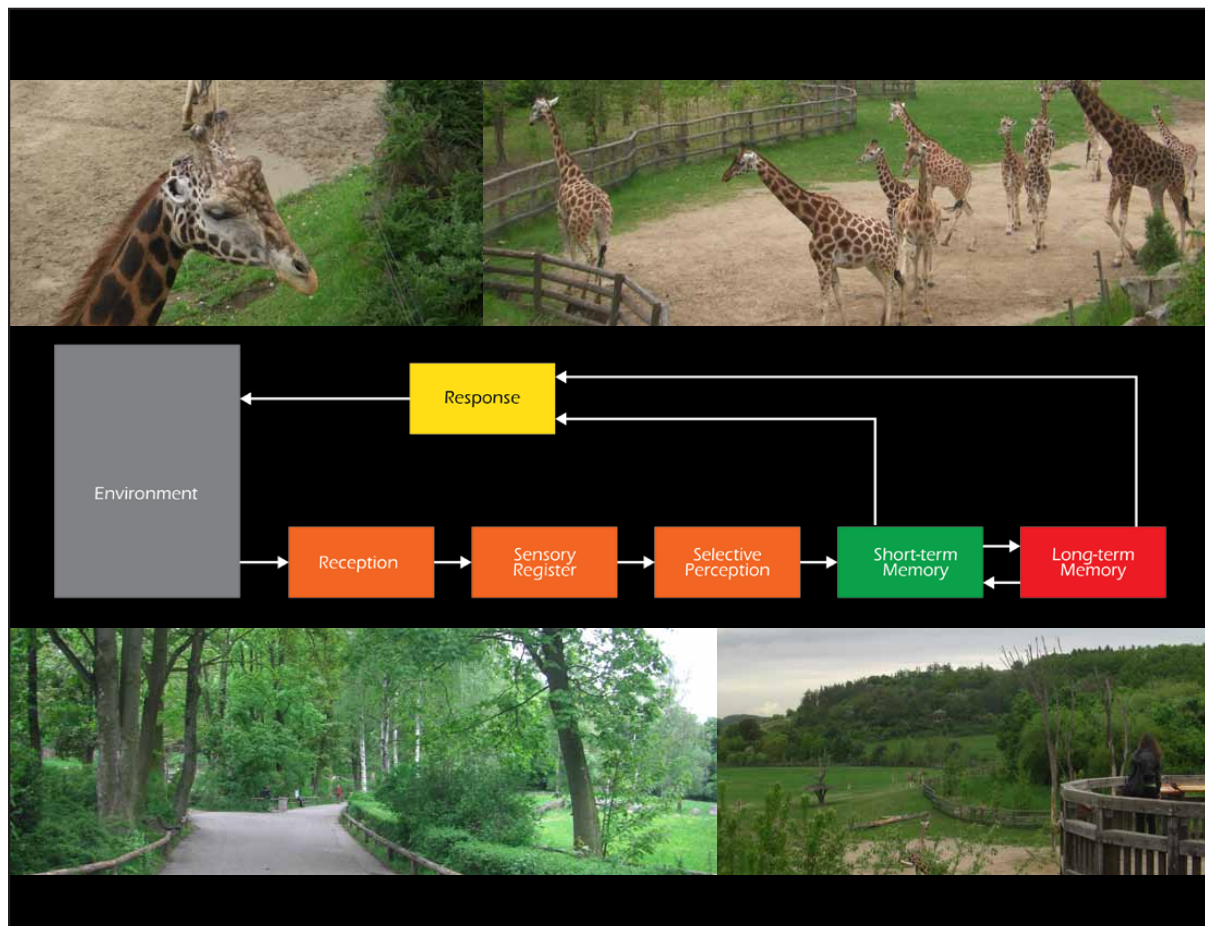 Response
Environment
Reception
Sensory
Register
Selective
Perception
Short-term
Memory
Long-term
Memory